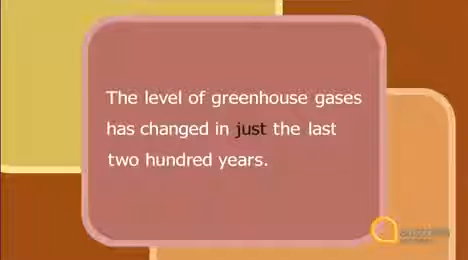 The level of greenhouse gases
has changed in just the last
two hundred years.